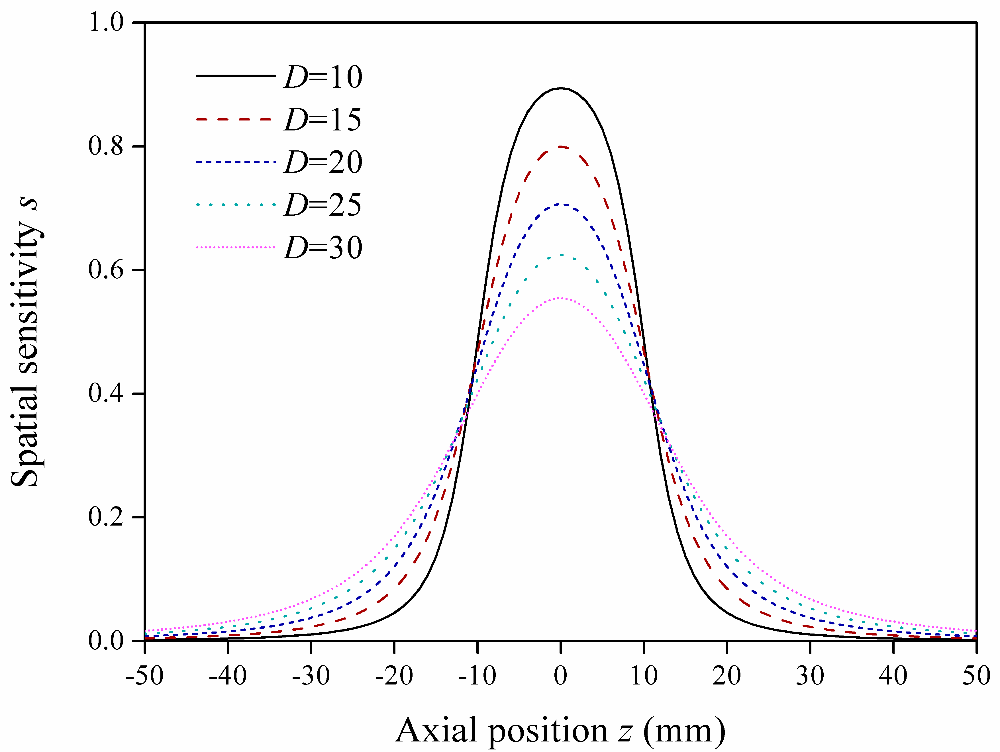 1.0
0.8
0.6
0.4
0.2
0.0
Spatial sensitivity s
D=10
D=15
D=20
D=25
D=30
-50 -40 -30 -20 -10 0 10 20 30 40 50
Axial position z (mm)